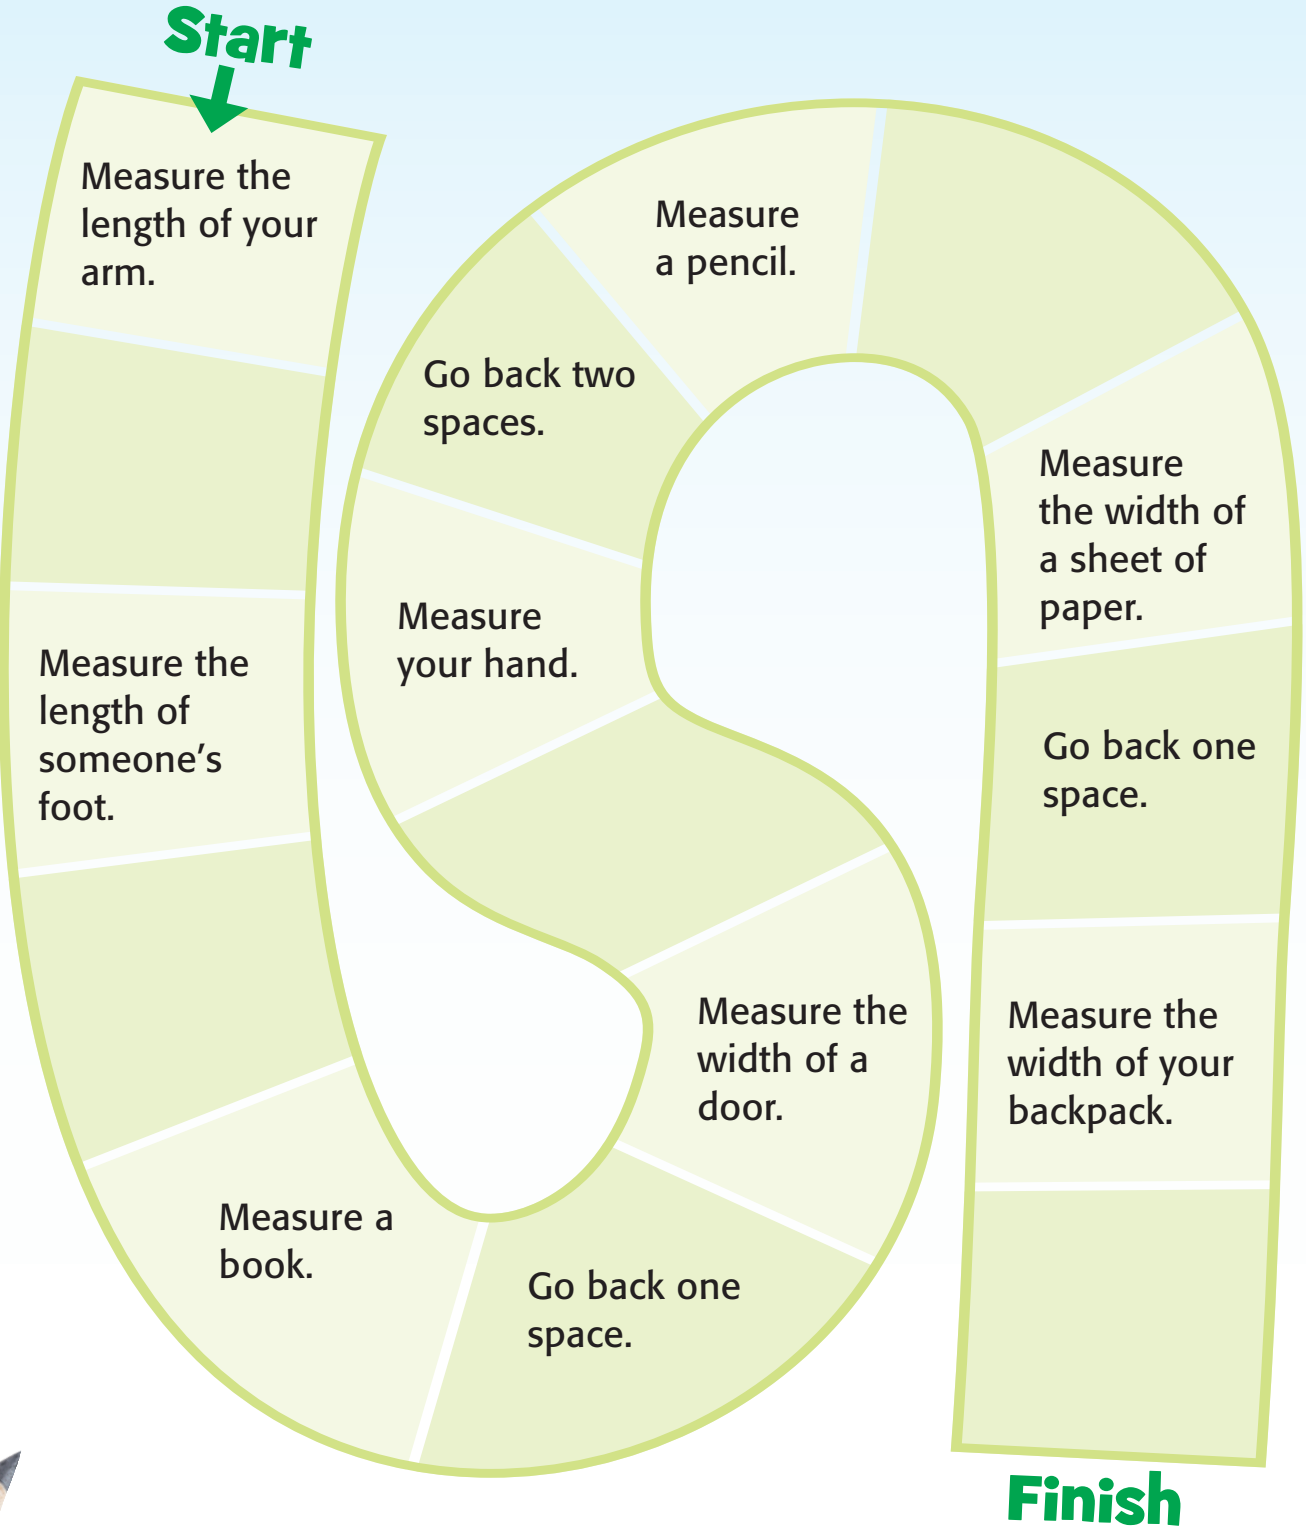 Start
Measure the
length of your
arm.
Measure the
length of
someone’s
foot.
Measure a
book.
Go back one
space.
Measure the
width of a
door.
Measure
your hand.
Go back two
spaces.
Measure
a pencil.
Measure
the width of
a sheet of
paper.
Go back one
space.
Measure the
width of your
backpack.
Finish